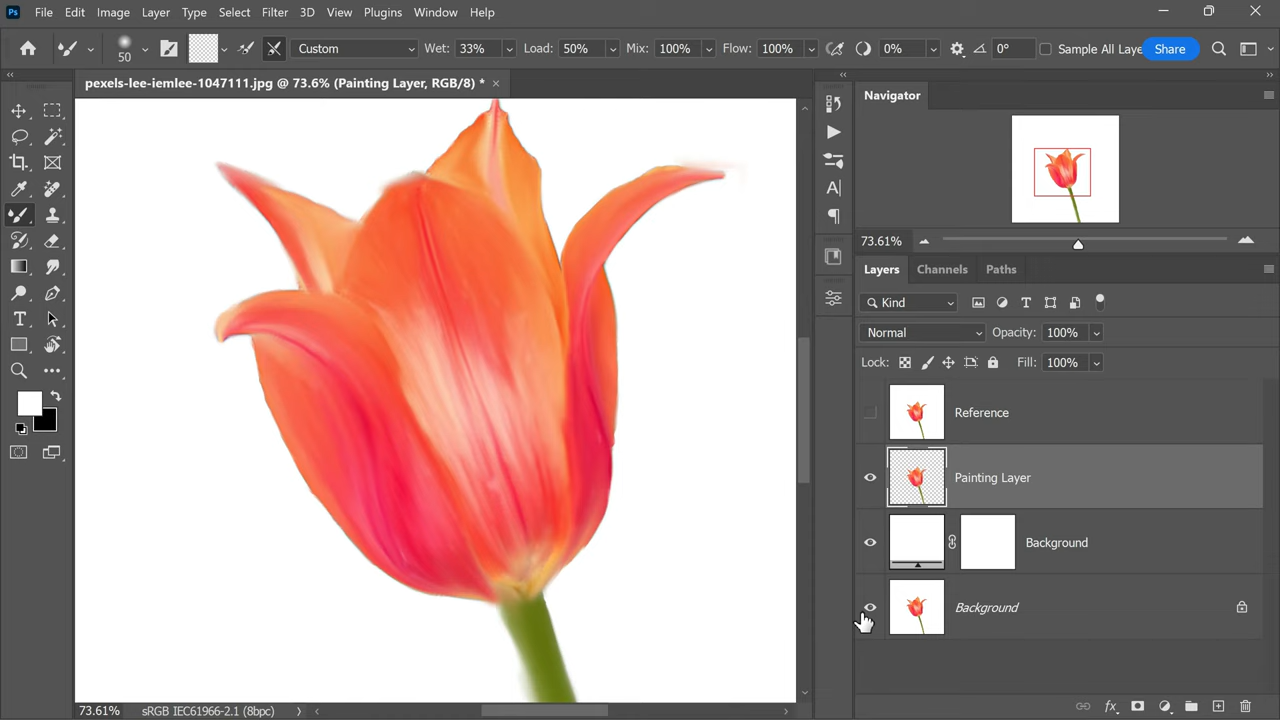 Ps File Edit Image Layer Type Select Filter 3D View Plugins Window Help
50 Custom Wet: 33% Load: 50% Mix: 100% Flow: 100% 0% 0° Sample All Laye Share
pexels-lee-iemlee-1047111.jpg @ 73.6% (Painting Layer, RGB/8) *
Navigator
73.61%
Layers Channels Paths
Kind
Normal Opacity: 100%
Lock: Fill: 100%
Reference
Painting Layer
Background
Background
73.61% sRGB IEC61966-2.1 (8bpc)